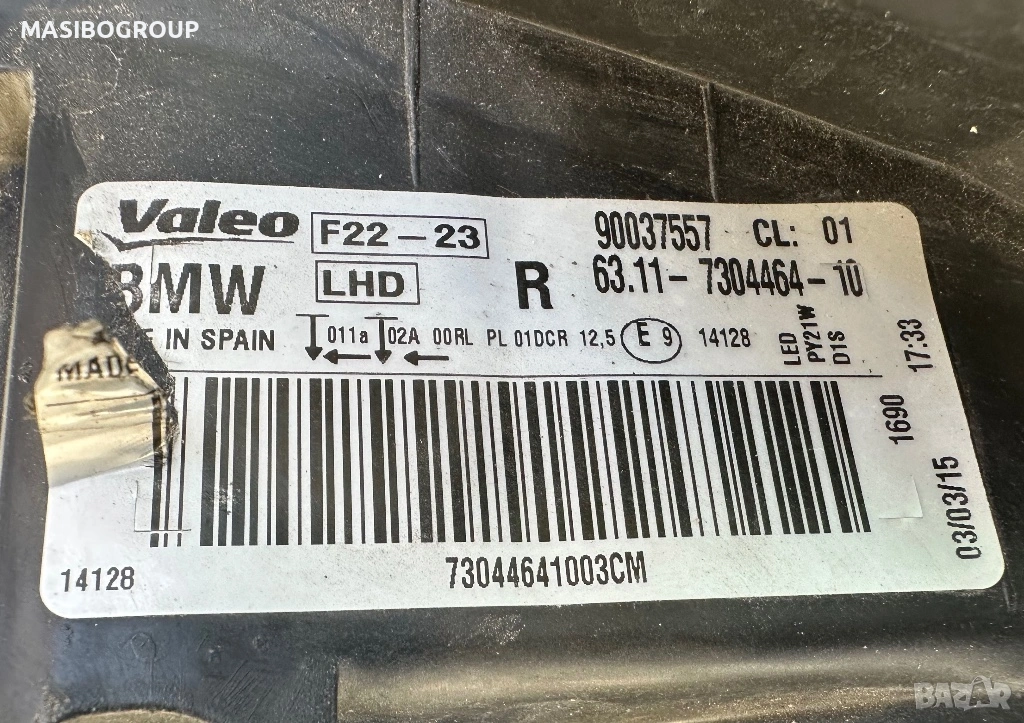 MASIBOGROUP
Valeo F22-23 90037557 CL: 01
BMW LHD R 63.11-7304464-10
MADE IN SPAIN 011a 02A 00RL PL 01DCR 12,5 E 9 14128
LED
PY21W
D1S
1690 17:33
03/03/15
14128 73044641003CM
BAZAR